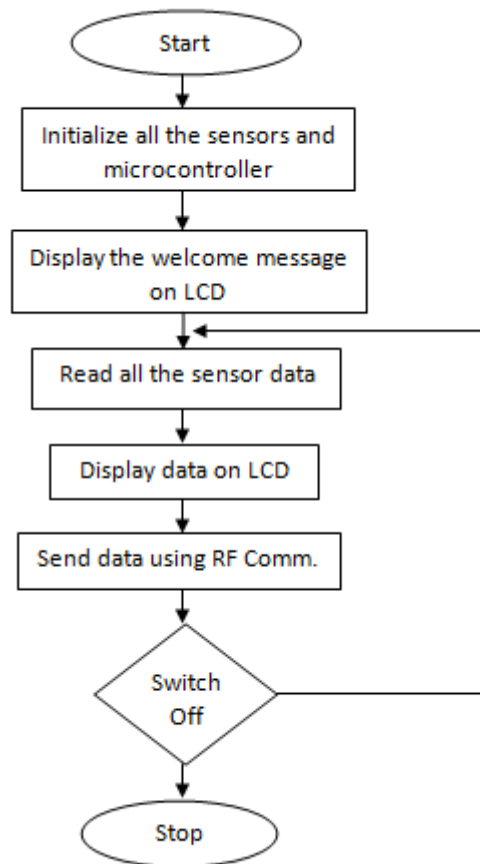 Start
Initialize all the sensors and
microcontroller
Display the welcome message
on LCD
Read all the sensor data
Display data on LCD
Send data using RF Comm.
Switch
Off
Stop